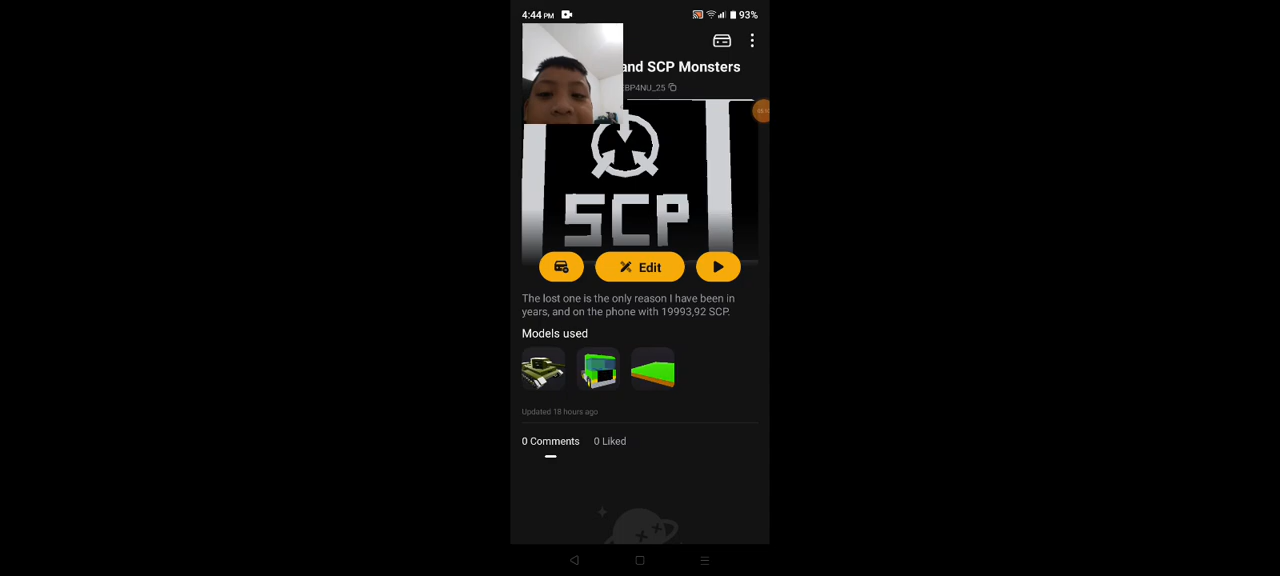 4:44 PM 93%
and SCP Monsters
BP4NU_25
SCP
Edit
The lost one is the only reason I have been in
years, and on the phone with 19993,92 SCP.
Models used
Updated 18 hours ago
0 Comments 0 Liked